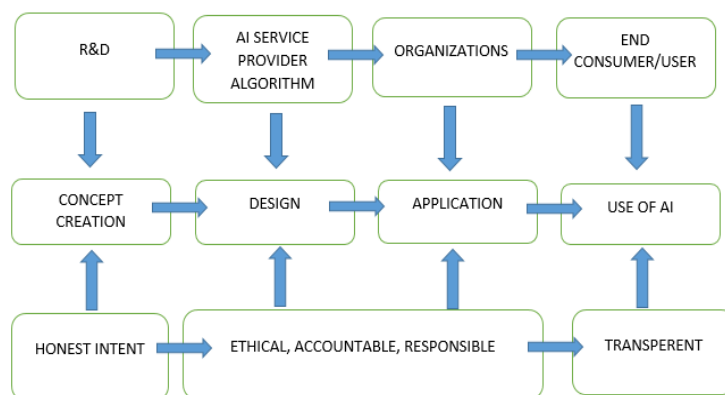 R&D
AI SERVICE
PROVIDER
ALGORITHM
ORGANIZATIONS
END
CONSUMER/USER
CONCEPT
CREATION
DESIGN
APPLICATION
USE OF AI
HONEST INTENT
ETHICAL, ACCOUNTABLE, RESPONSIBLE
TRANSPERENT